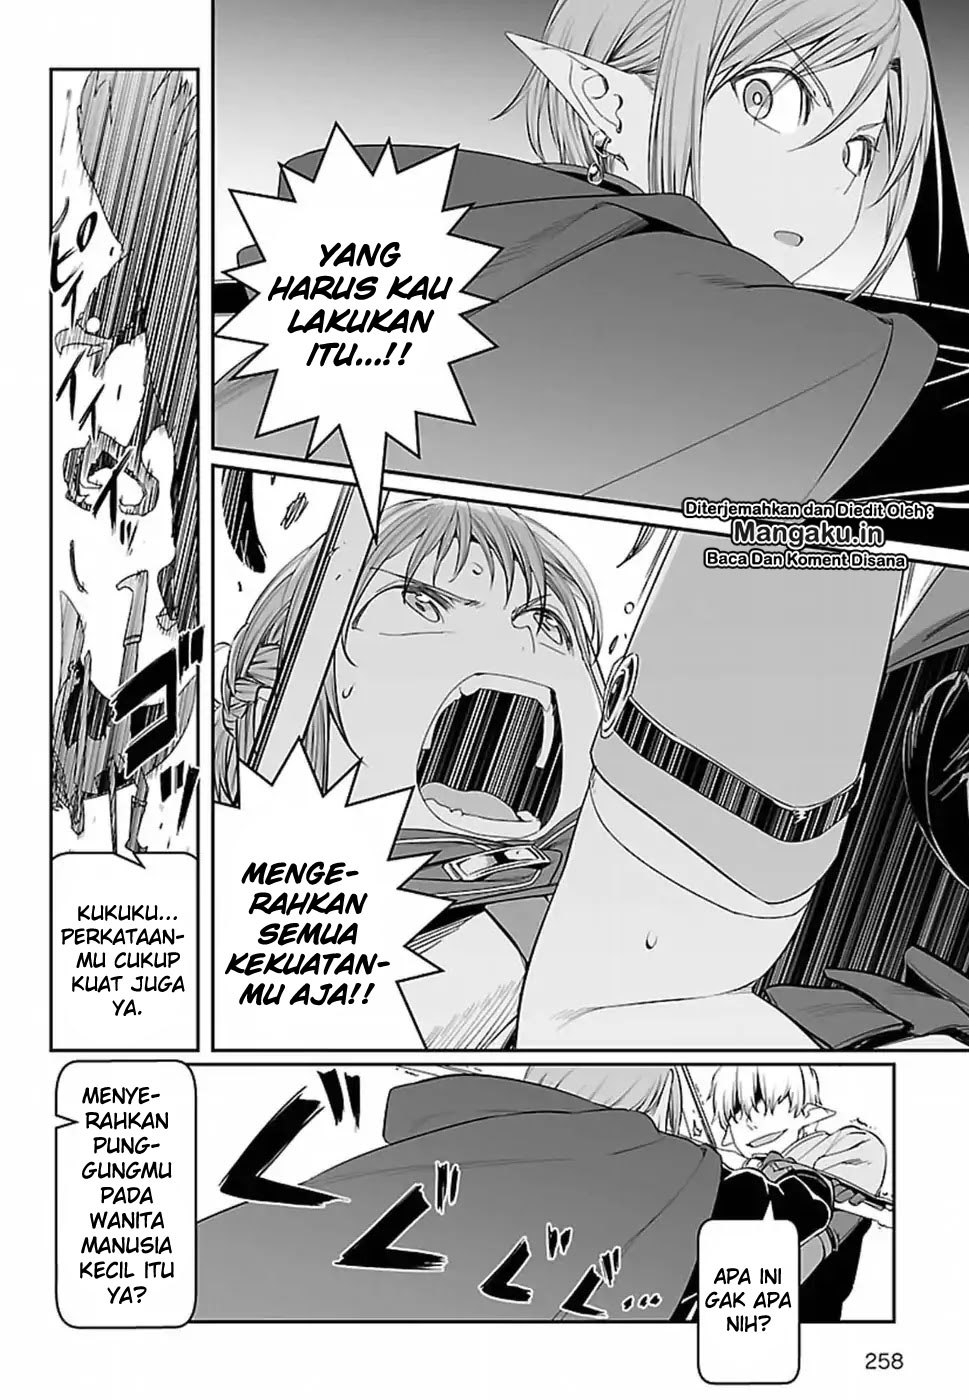 YANG
HARUS KAU
LAKUKAN
ITU...!!
Diterjemahkan dan Diedit Oleh :
Mangaku.in
Baca Dan Koment Disana
MENGE-
RAHKAN
SEMUA
KEKUATAN-
MU AJA!!
KUKUKU...
PERKATAAN-
MU CUKUP
KUAT JUGA
YA.
MENYE-
RAHKAN
PUNG-
GUNGMU
PADA
WANITA
MANUSIA
KECIL ITU
YA?
APA INI
GAK APA
NIH?
258